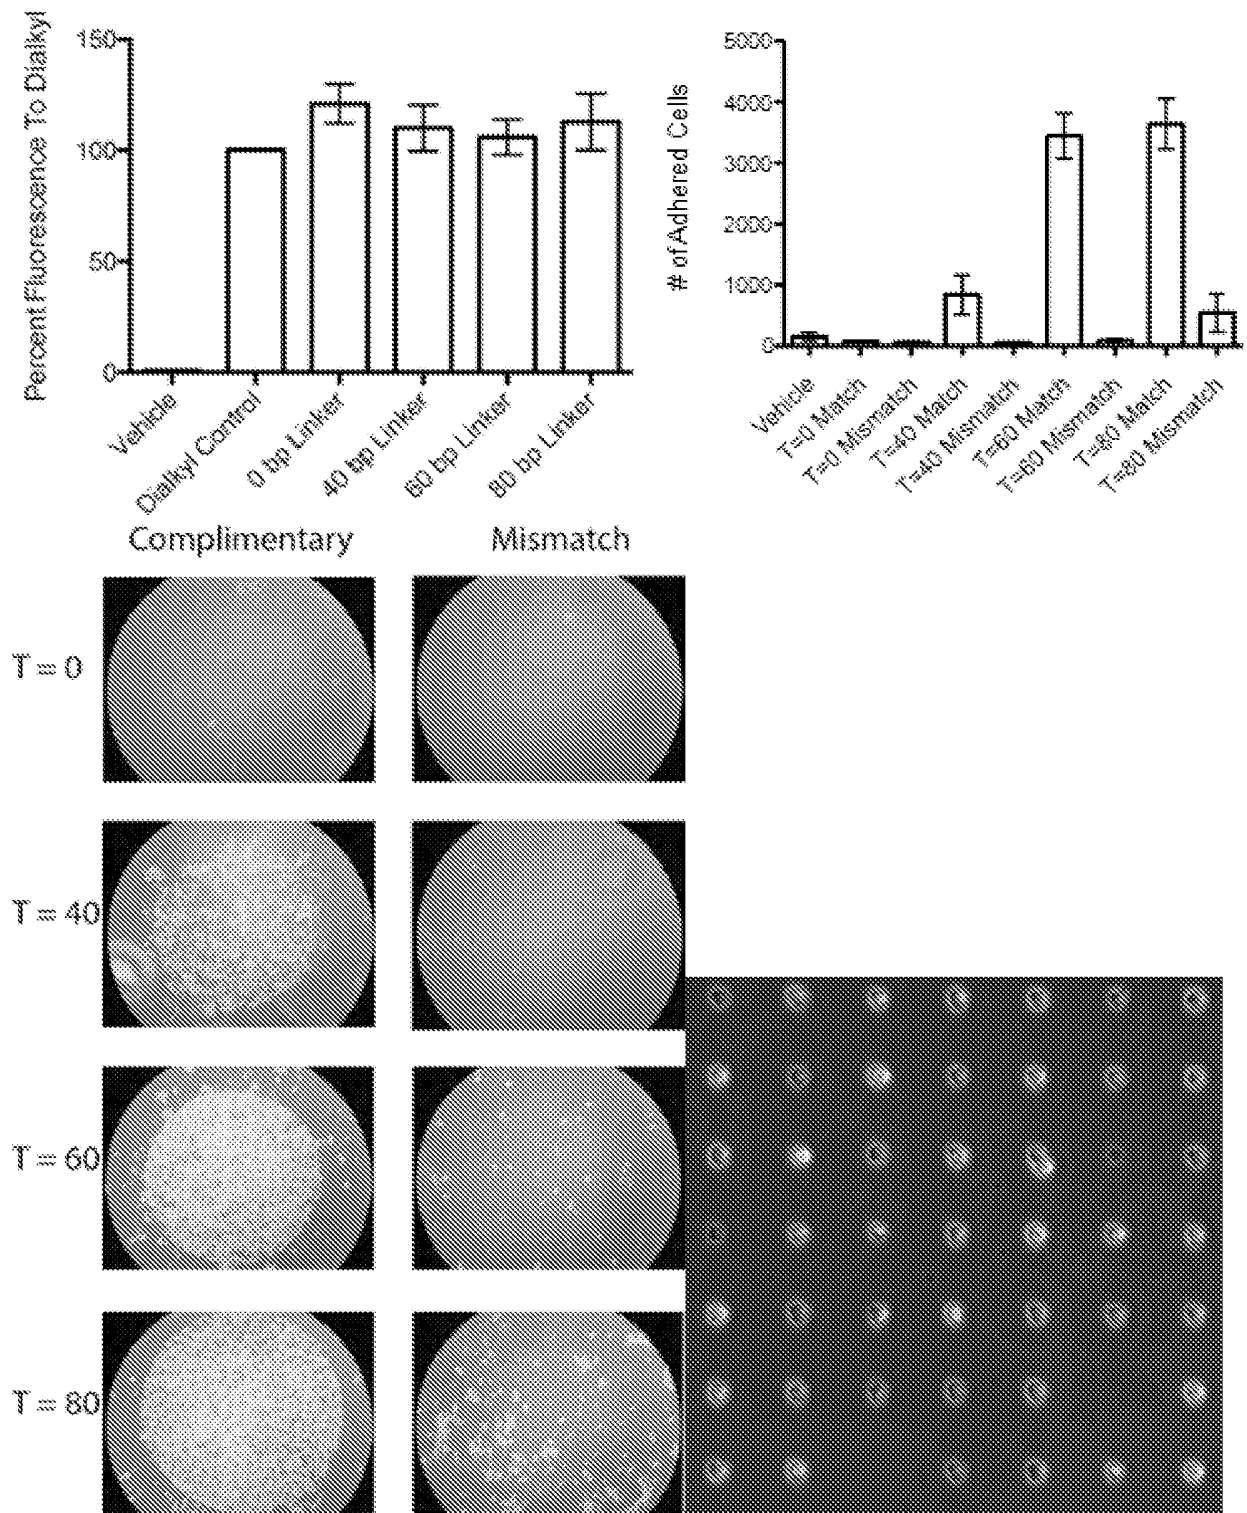 Percent Fluorescence To Dialkyl
150
100
50
0
Vehicle
Dialkyl Control
0 bp Linker
40 bp Linker
60 bp Linker
80 bp Linker
# of Adhered Cells
5000
4000
3000
2000
1000
0
Vehicle
T=0 Match
T=0 Mismatch
T=40 Match
T=40 Mismatch
T=60 Match
T=60 Mismatch
T=80 Match
T=80 Mismatch
Complimentary
Mismatch
T = 0
T = 40
T = 60
T = 80